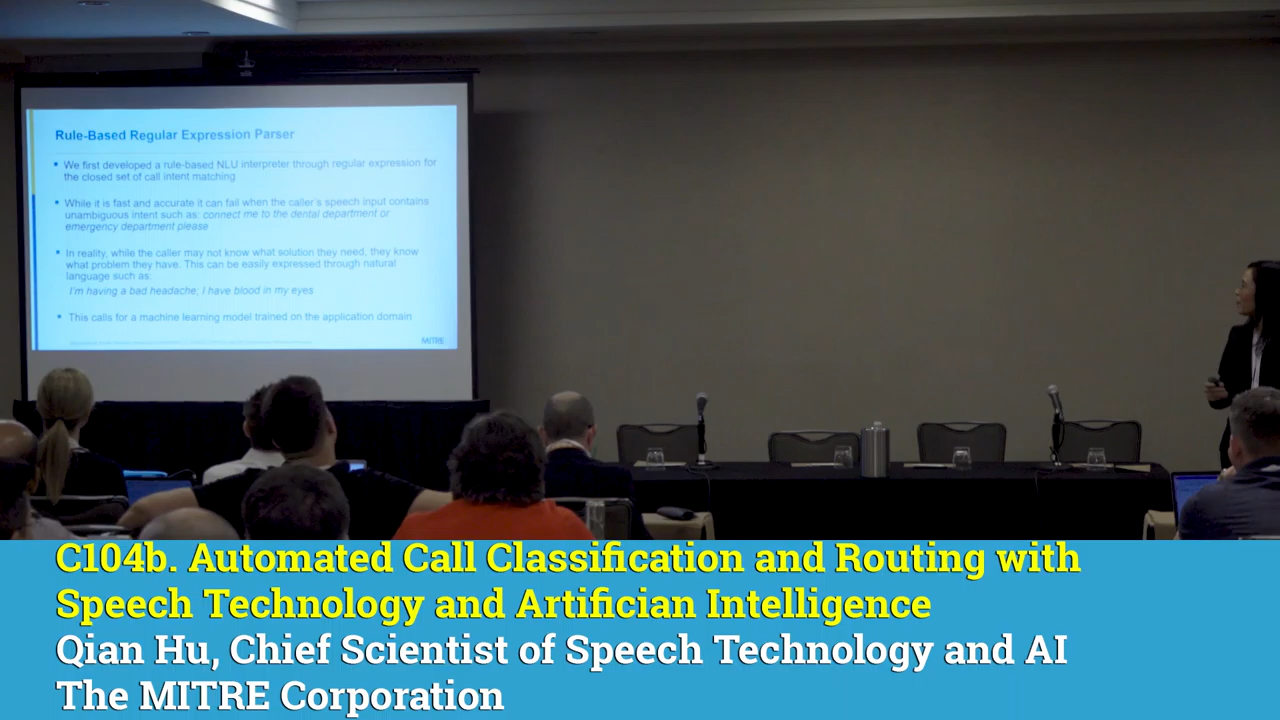 Rule-Based Regular Expression Parser
We first developed a rule-based NLU interpreter through regular expression for
the closed set of call intent matching
While it is fast and accurate it can fail when the caller's speech input contains
unambiguous intent such as: connect me to the dental department or
emergency department please
In reality, while the caller may not know what solution they need, they know
what problem they have. This can be easily expressed through natural
language such as:
I'm having a bad headache; I have blood in my eyes
This calls for a machine learning model trained on the application domain
MITRE
C104b. Automated Call Classification and Routing with
Speech Technology and Artifician Intelligence
Qian Hu, Chief Scientist of Speech Technology and AI
The MITRE Corporation